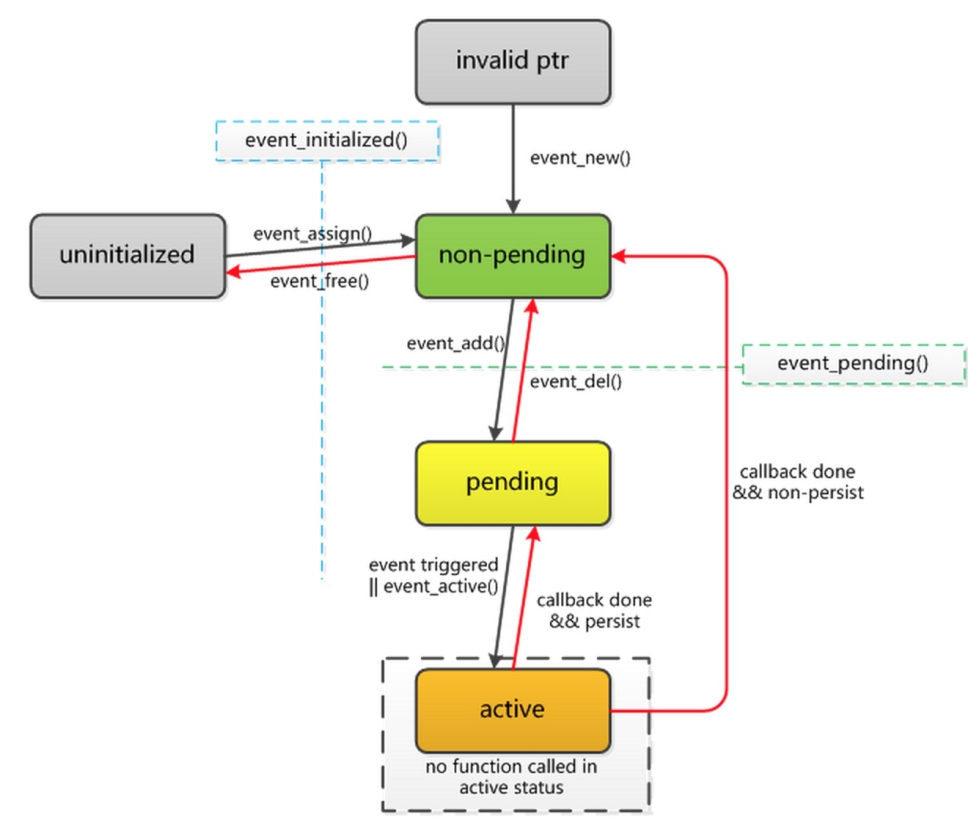 invalid ptr
event_initialized()
event_new()
uninitialized
event_assign()
event_free()
non-pending
event_add()
event_pending()
event_del()
pending
callback done
&& non-persist
event triggered
|| event_active()
callback done
&& persist
active
no function called in
active status